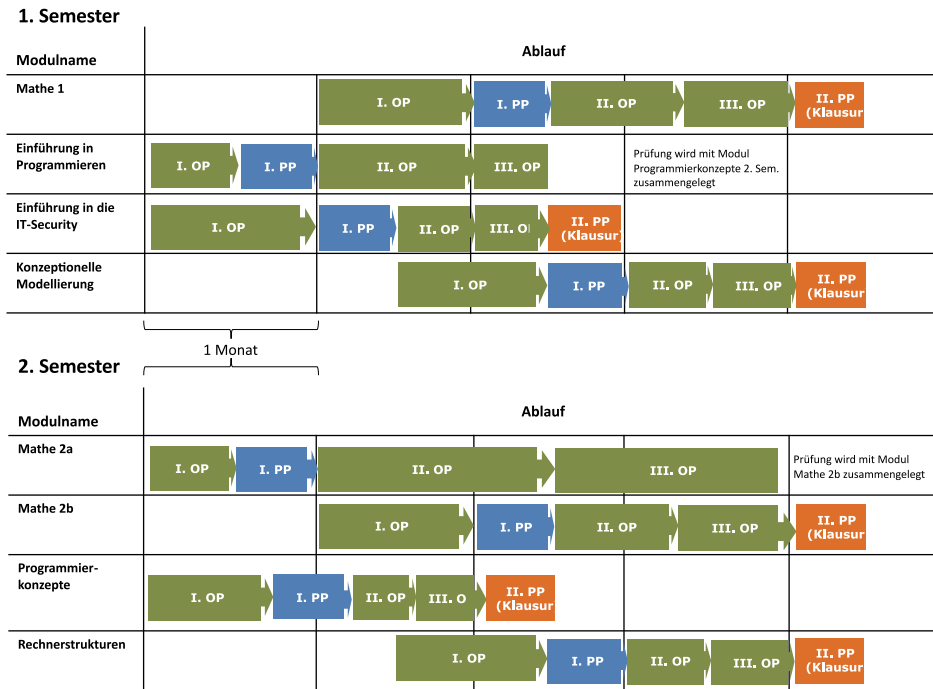 1. Semester
Modulname
Ablauf
Mathe 1
I. OP
I. PP
II. OP
III. OP
II. PP
(Klausur
Einführung in
Programmieren
I. OP
I. PP
II. OP
III. OP
Prüfung wird mit Modul
Programmierkonzepte 2. Sem.
zusammengelegt
Einführung in die
IT-Security
I. OP
I. PP
II. OP
III. O
II. PP
(Klausur)
Konzeptionelle
Modellierung
I. OP
I. PP
II. OP
III. OP
II. PP
(Klausur
1 Monat
2. Semester
Modulname
Ablauf
Mathe 2a
I. OP
I. PP
II. OP
III. OP
Prüfung wird mit Modul
Mathe 2b zusammengelegt
Mathe 2b
I. OP
I. PP
II. OP
III. OP
II. PP
(Klausur
Programmier-
konzepte
I. OP
I. PP
II. OP
III. O
II. PP
(Klausur
Rechnerstrukturen
I. OP
I. PP
II. OP
III. OP
II. PP
(Klausur